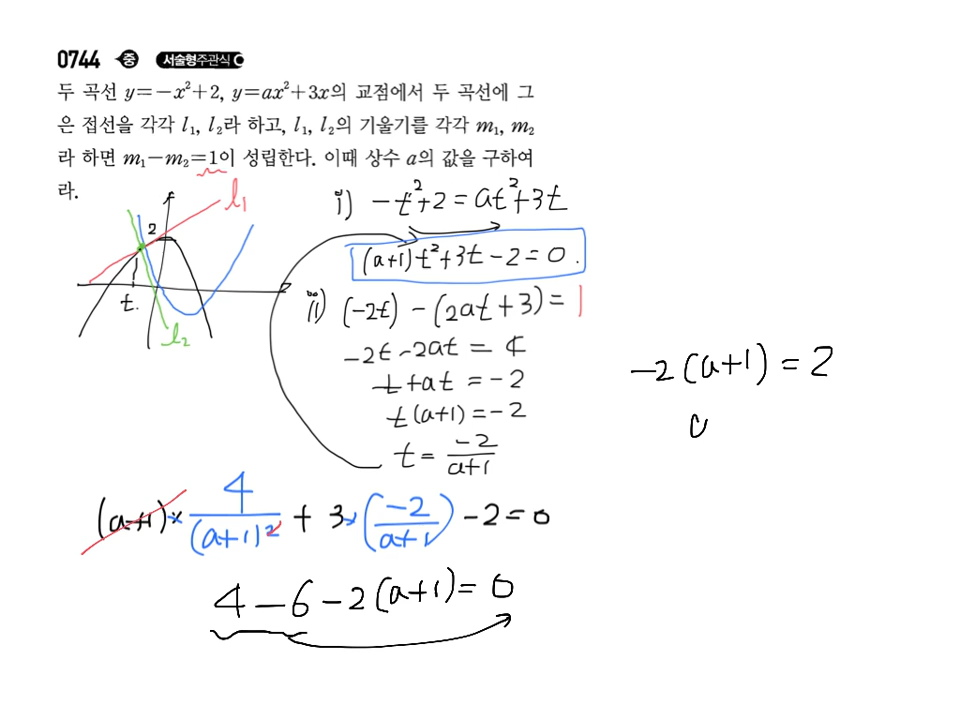 0744 중 서술형주관식
두 곡선 y=-x²+2, y=ax²+3x의 교점에서 두 곡선에 그
은 접선을 각각 l₁, l₂라 하고, l₁, l₂의 기울기를 각각 m₁, m₂
라 하면 m₁-m₂=1이 성립한다. 이때 상수 a의 값을 구하여
라.
l₁
2
t.
l₂
i) -t²+2=at²+3t
(a+1)t²+3t-2=0.
ii) (-2t)-(2at+3)=1
-2t-2at=4
t+at=-2
t(a+1)=-2
t=\frac{-2}{a+1}
(a+1)×\frac{4}{(a+1)²}+3×(\frac{-2}{a+1})-2=0
4-6-2(a+1)=0
-2(a+1)=2